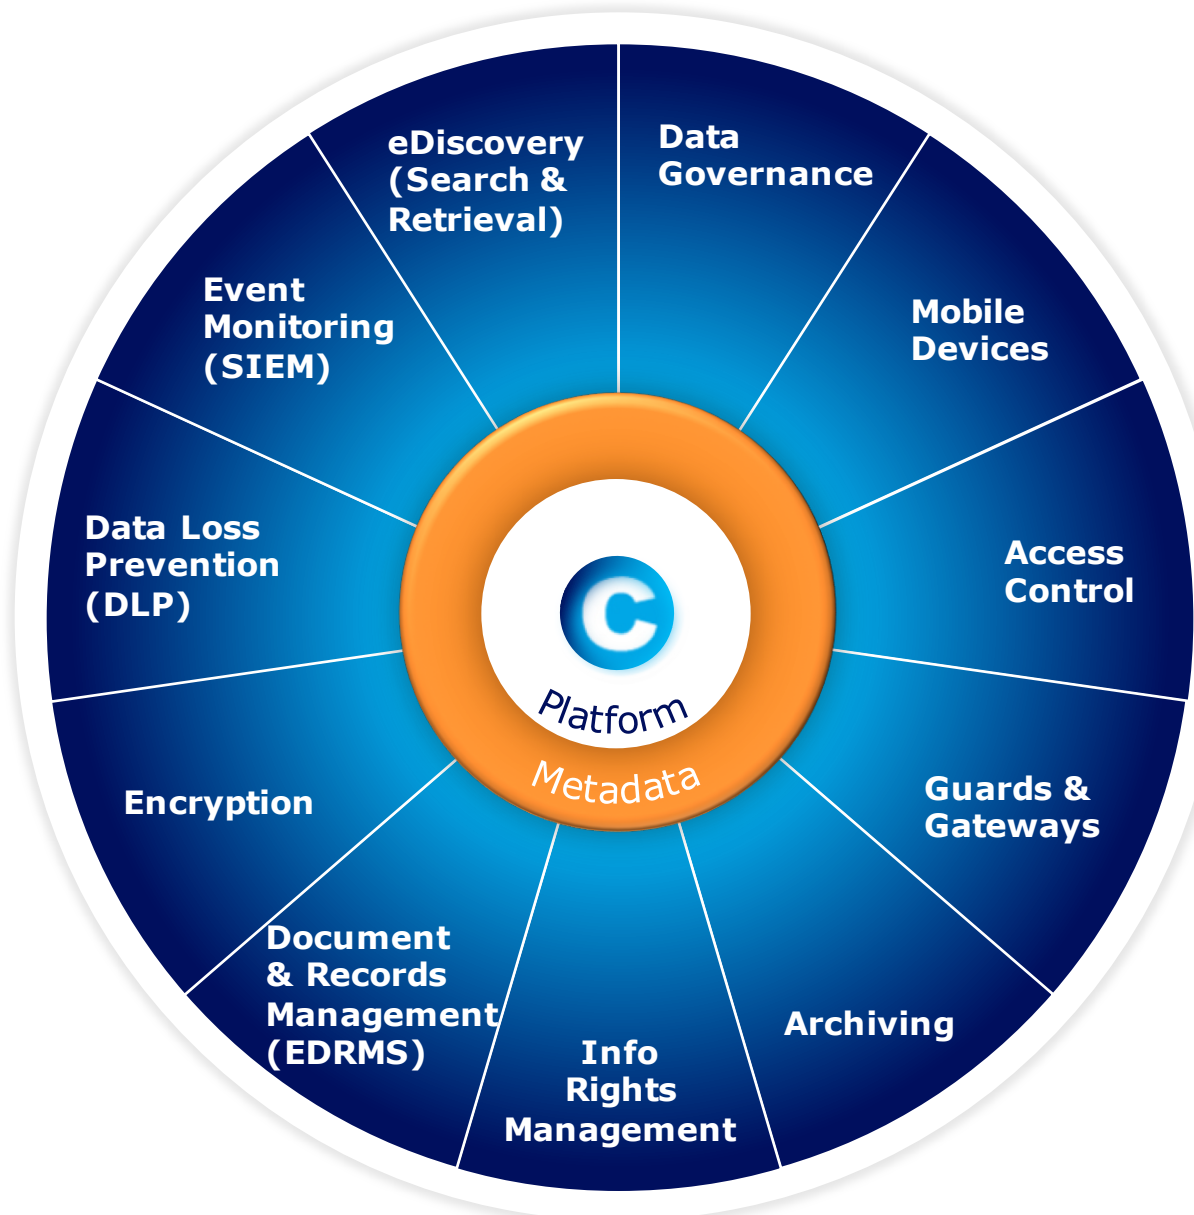 eDiscovery
(Search &
Retrieval)
Data
Governance
Mobile
Devices
Access
Control
Guards &
Gateways
Archiving
Info
Rights
Management
Document
& Records
Management
(EDRMS)
Encryption
Data Loss
Prevention
(DLP)
Event
Monitoring
(SIEM)
C
Platform
Metadata